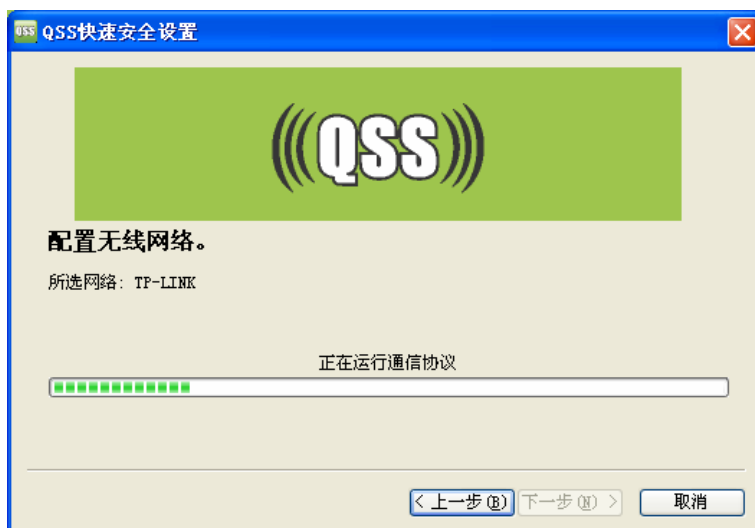 QSS QSS快速安全设置
QSS
配置无线网络。
所选网络: TP-LINK
正在运行通信协议
< 上一步(B) 下一步(N) > 取消